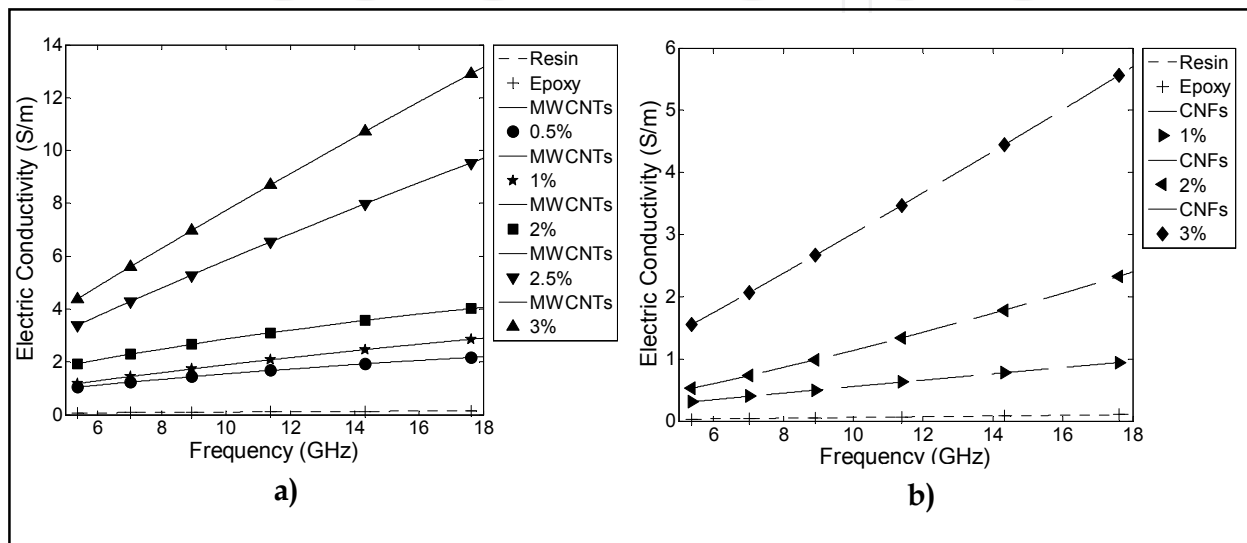 14
12
10
8
6
4
2
0
Electric Conductivity (S/m)
6 8 10 12 14 16 18
Frequency (GHz)
Resin
Epoxy
MWCNTs
0.5%
MWCNTs
1%
MWCNTs
2%
MWCNTs
2.5%
MWCNTs
3%
a)
6
5
4
3
2
1
0
Electric Conductivity (S/m)
6 8 10 12 14 16 18
Frequency (GHz)
Resin
Epoxy
CNFs
1%
CNFs
2%
CNFs
3%
b)